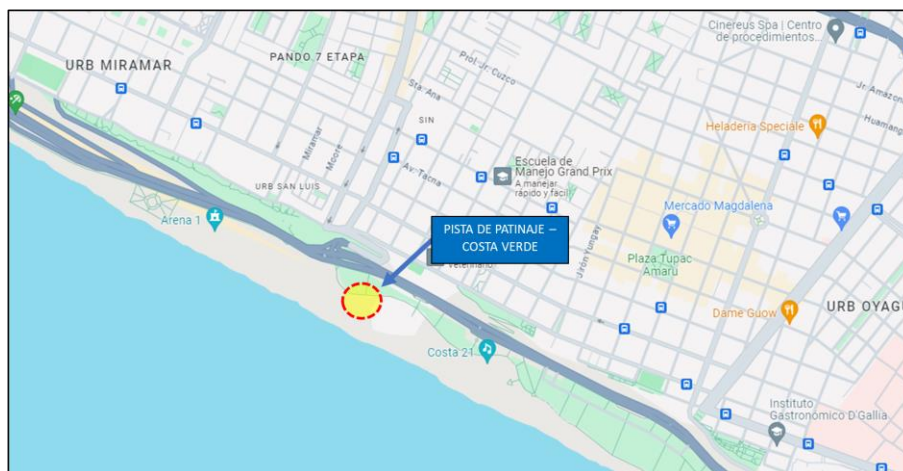 Cinereus Spa | Centro
de procedimientos...
URB MIRAMAR
PANDO 7 ETAPA
Prol. Jr. Cuzco
Jr. Amazon
Sta. Ana
Huamang
SIN
Heladería Speciale
Miramar
Moore
Escuela de
Manejo Grand Prix
A manejar
rápido y fácil
Av. Tacna
URB SAN LUIS
Arena 1
Mercado Magdalena
PISTA DE PATINAJE –
COSTA VERDE
Veterinario
Jirón Yungay
Plaza Tupac
Amaru
Dame Guow
URB OYAGU
Costa 21
Instituto
Gastronómico D'Gallia